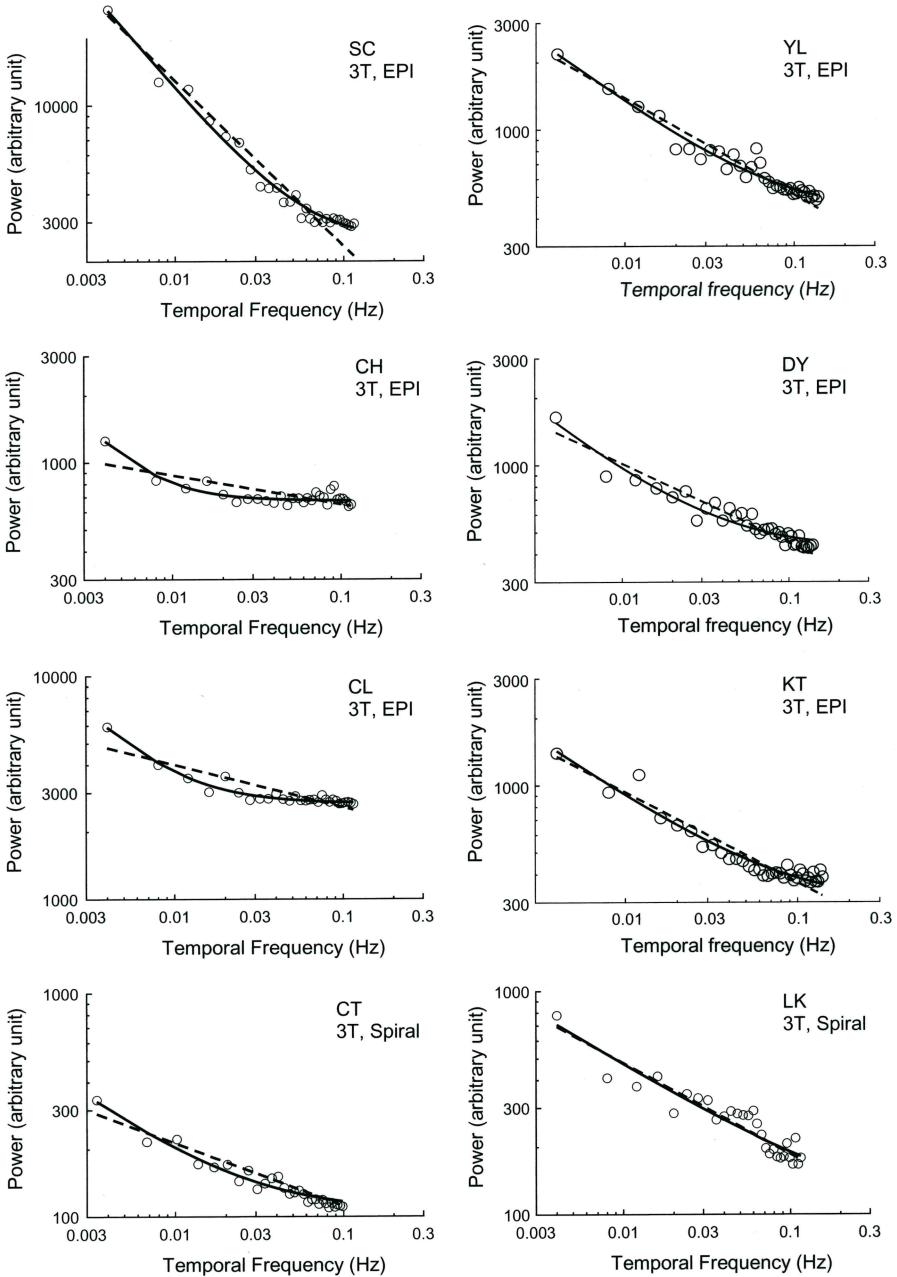 SC
3T, EPI
Power (arbitrary unit)
10000
3000
0.003
0.01
0.03
0.1
0.3
Temporal Frequency (Hz)
YL
3T, EPI
Power (arbitrary unit)
3000
1000
300
0.01
0.03
0.1
0.3
Temporal frequency (Hz)
CH
3T, EPI
Power (arbitrary unit)
3000
1000
300
0.003
0.01
0.03
0.1
0.3
Temporal Frequency (Hz)
DY
3T, EPI
Power (arbitrary unit)
3000
1000
300
0.01
0.03
0.1
0.3
Temporal frequency (Hz)
CL
3T, EPI
Power (arbitrary unit)
10000
3000
1000
0.003
0.01
0.03
0.1
0.3
Temporal Frequency (Hz)
KT
3T, EPI
Power (arbitrary unit)
3000
1000
300
0.01
0.03
0.1
0.3
Temporal frequency (Hz)
CT
3T, Spiral
Power (arbitrary unit)
1000
300
100
0.003
0.01
0.03
0.1
0.3
Temporal Frequency (Hz)
LK
3T, Spiral
Power (arbitrary unit)
1000
300
100
0.003
0.01
0.03
0.1
0.3
Temporal Frequency (Hz)